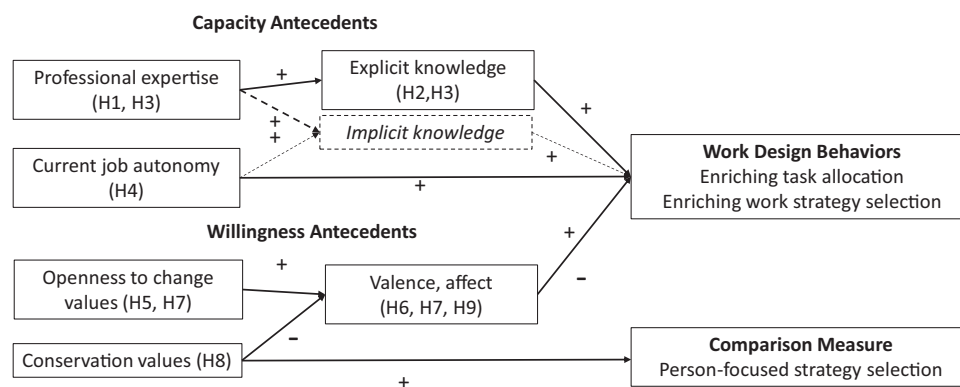 Capacity Antecedents
Professional expertise
(H1, H3)
+
Explicit knowledge
(H2,H3)
+
+
+
Implicit knowledge
+
Current job autonomy
(H4)
+
Work Design Behaviors
Enriching task allocation
Enriching work strategy selection
Willingness Antecedents
+
Openness to change
values (H5, H7)
+
Valence, affect
(H6, H7, H9)
–
–
Conservation values (H8)
+
Comparison Measure
Person-focused strategy selection